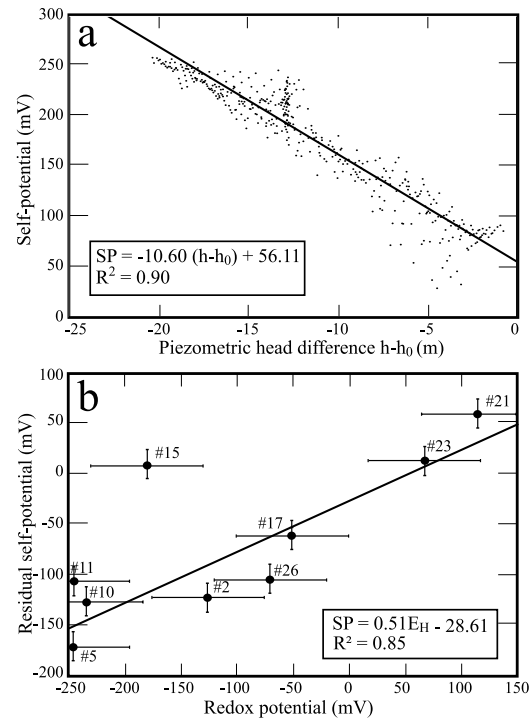 a
300
250
200
150
100
50
0
Self-potential (mV)
SP = -10.60 (h-h0) + 56.11
R2 = 0.90
-25 -20 -15 -10 -5 0
Piezometric head difference h-h0 (m)
b
100
50
0
-50
-100
-150
-200
Residual self-potential (mV)
#21
#23
#15
#17
#11
#10
#2
#26
#5
SP = 0.51EH - 28.61
R² = 0.85
-250 -200 -150 -100 -50 0 50 100 150
Redox potential (mV)